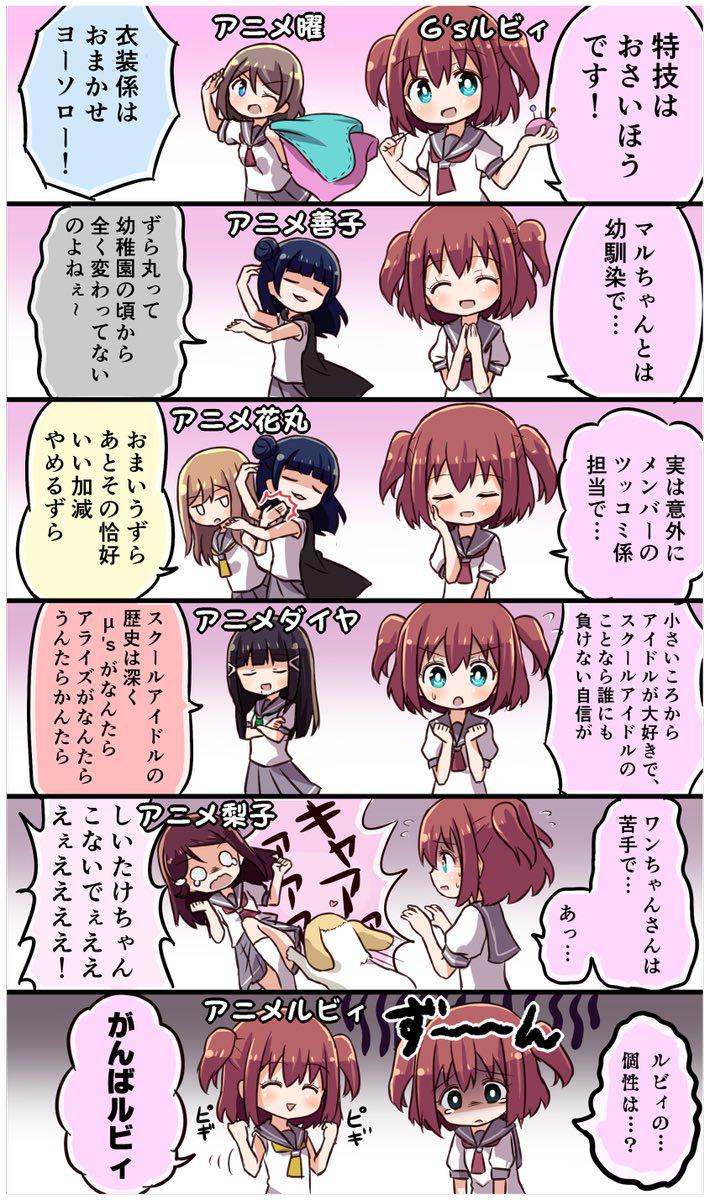 G'sルビィ
アニメ曜
特技は
おさいほう
です!
衣装係は
おまかせ
ヨーソロー!
アニメ善子
マルちゃんとは
幼馴染で…
ずら丸って
幼稚園の頃から
全く変わってない
のよねぇ〜
アニメ花丸
実は意外に
メンバーの
ツッコミ係
担当で…
おまいうずら
あとその恰好
いい加減
やめるずら
アニメダイヤ
小さいころから
アイドルが大好きで、
スクールアイドルの
ことなら誰にも
負けない自信が
スクールアイドルの
歴史は深く
μ'sがなんたら
アライズがなんたら
うんたらかんたら
アニメ梨子
ワンちゃんさんは
苦手で…
あっ…
キャアアアアア
しいたけちゃん
こないでぇええ
えぇええええ!
アニメルビィ
ルビィの…
個性は…?
ず〜〜ん
ピギ
ピギ
がんばルビィ